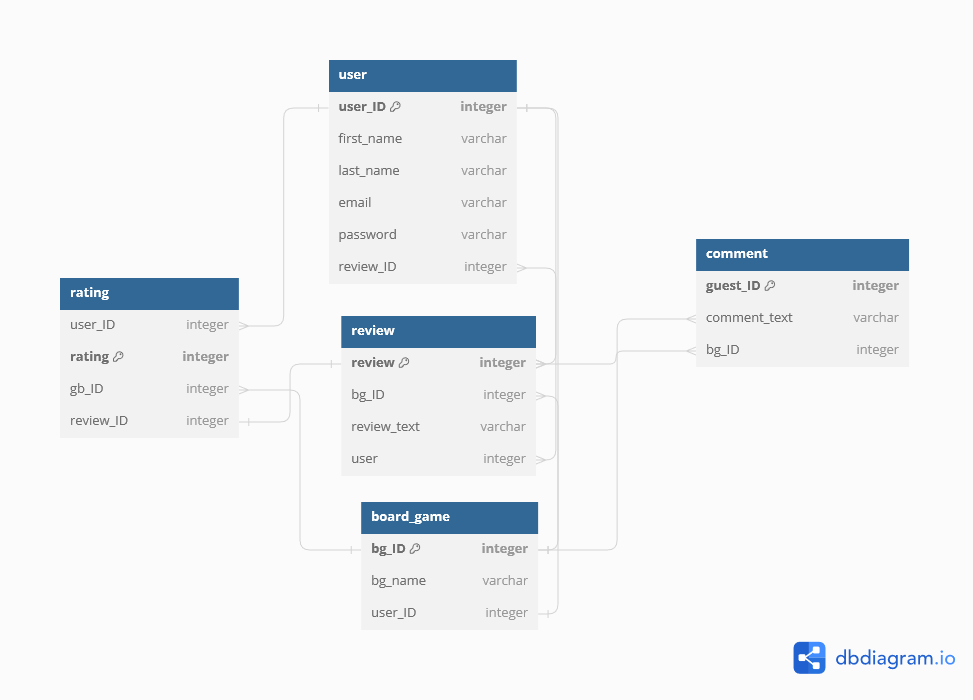 user
user_ID integer
first_name varchar
last_name varchar
email varchar
password varchar
review_ID integer
rating
user_ID integer
rating integer
gb_ID integer
review_ID integer
review
review integer
bg_ID integer
review_text varchar
user integer
board_game
bg_ID integer
bg_name varchar
user_ID integer
comment
guest_ID integer
comment_text varchar
bg_ID integer
dbdiagram.io